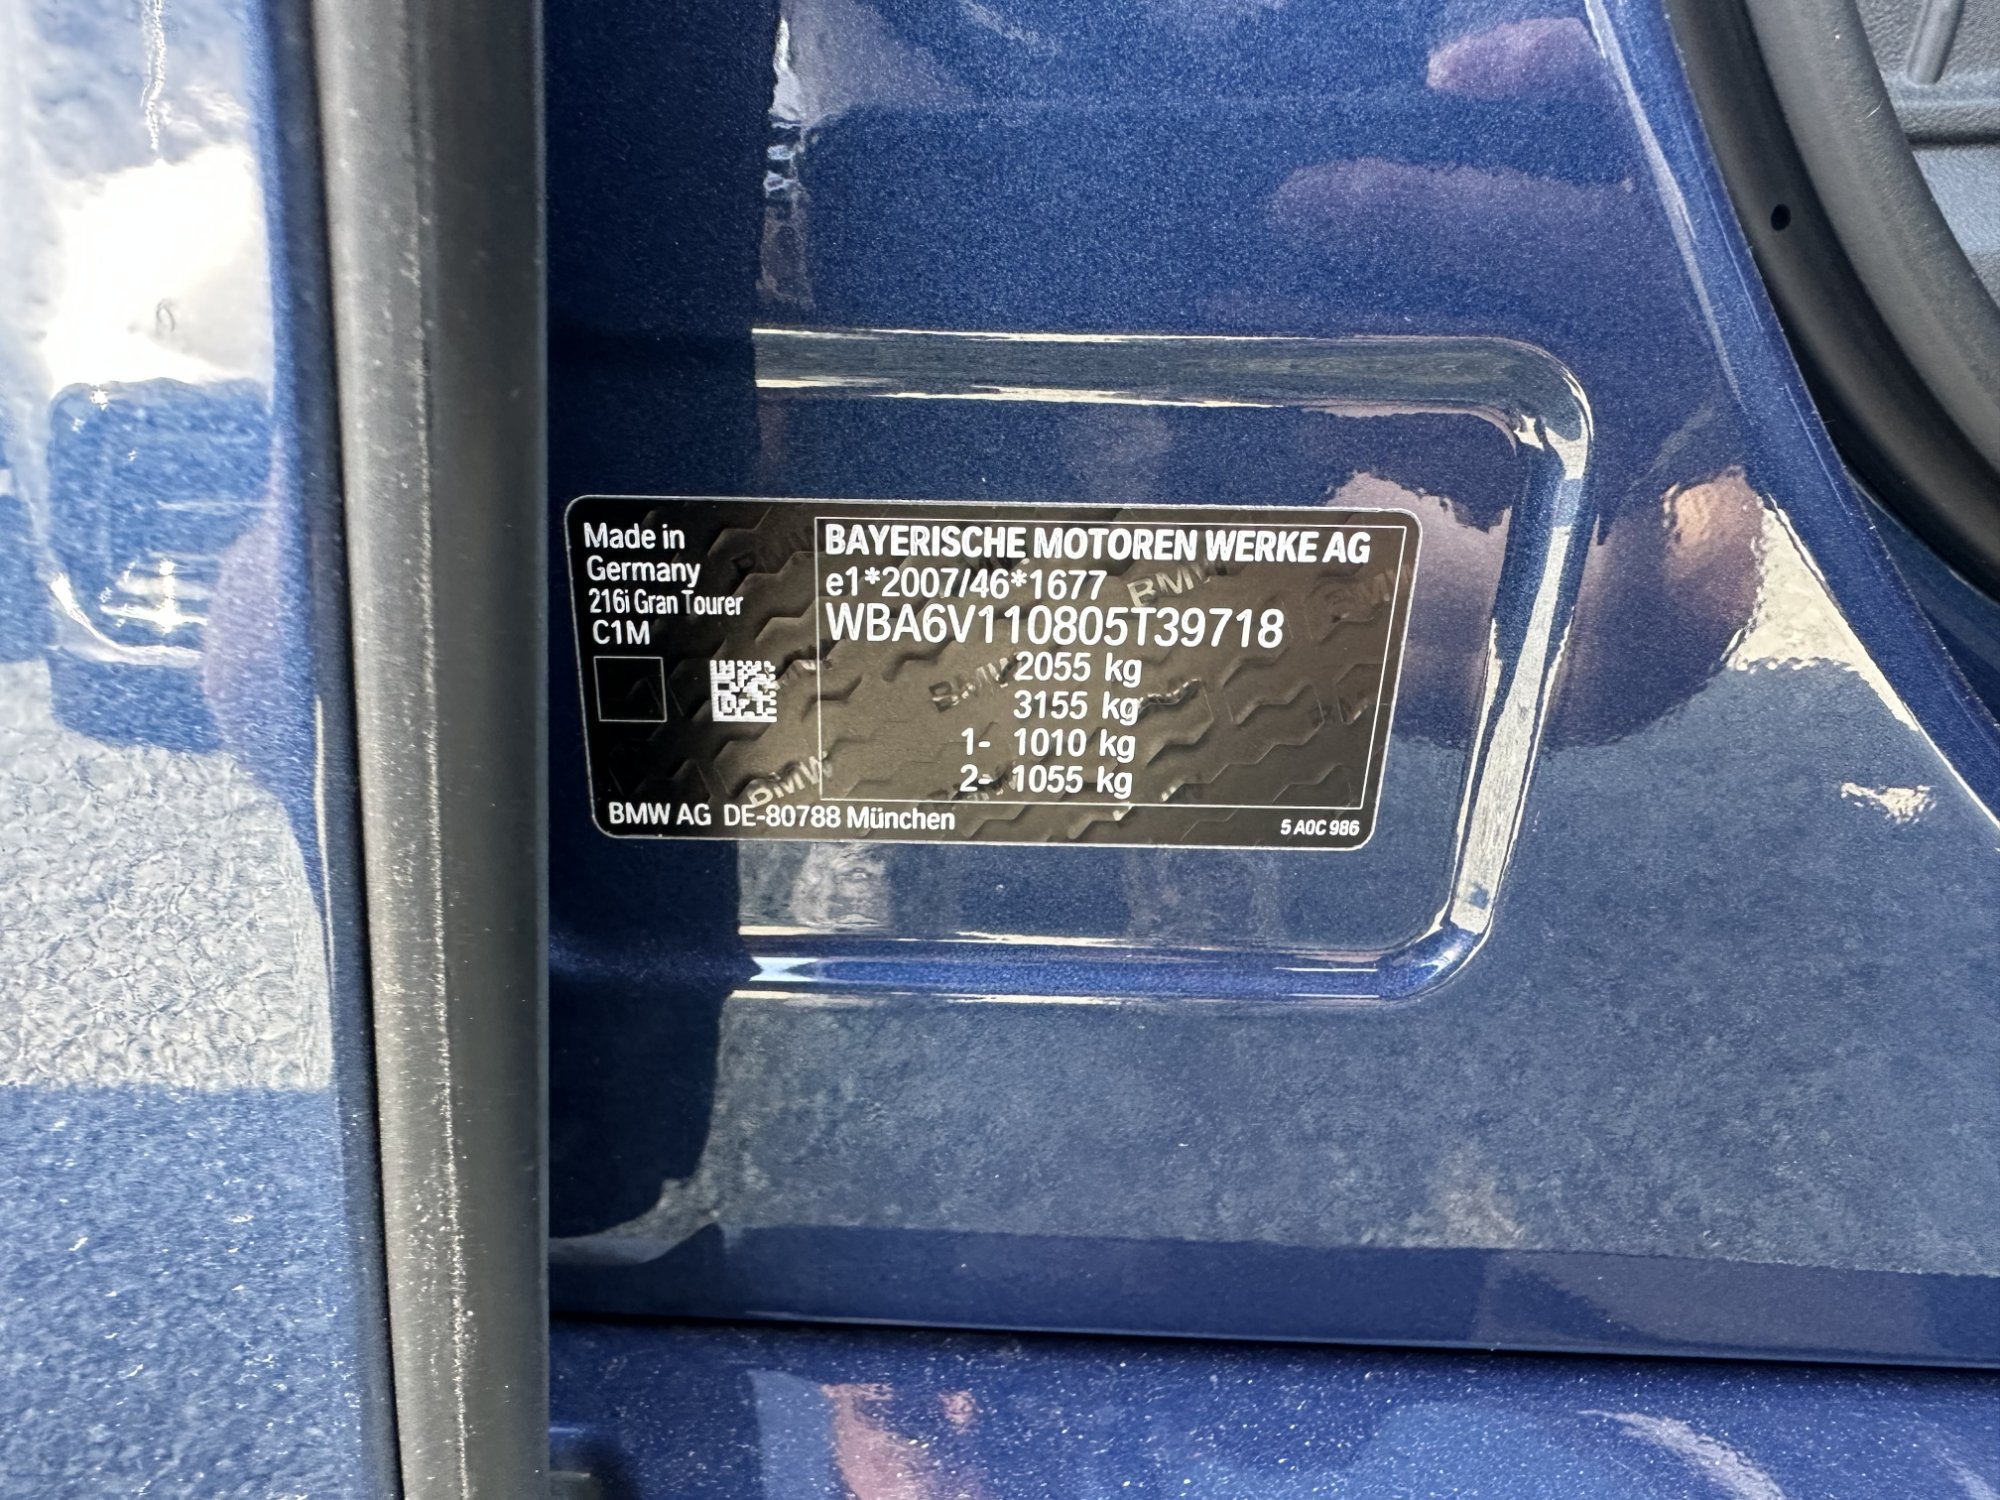 Made in
Germany
216i Gran Tourer
C1M
BAYERISCHE MOTOREN WERKE AG
e1*2007/46*1677
WBA6V110805T39718
2055 kg
3155 kg
1- 1010 kg
2- 1055 kg
BMW AG DE-80788 München
5 A0C 986